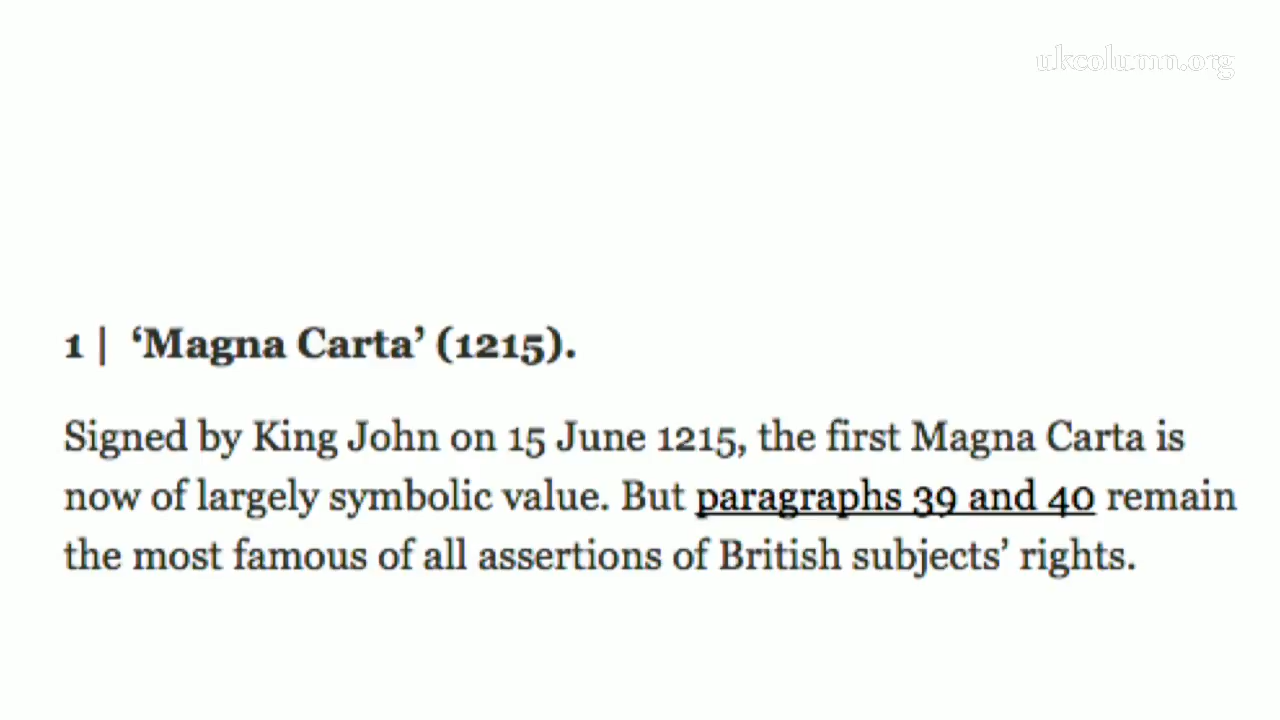 ukcolumn.org
1 | ‘Magna Carta’ (1215).
Signed by King John on 15 June 1215, the first Magna Carta is
now of largely symbolic value. But paragraphs 39 and 40 remain
the most famous of all assertions of British subjects’ rights.